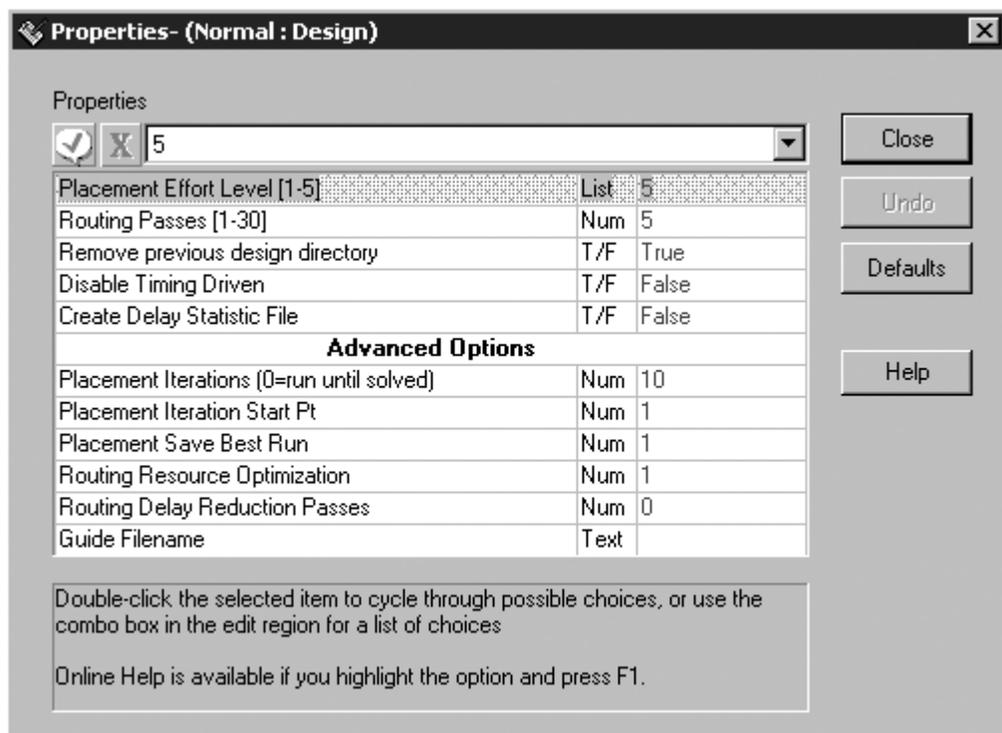 Properties- (Normal : Design)
Properties
5
Close
Placement Effort Level [1-5] List 5
Undo
Routing Passes [1-30] Num 5
Remove previous design directory T/F True
Defaults
Disable Timing Driven T/F False
Create Delay Statistic File T/F False
Advanced Options
Placement Iterations (0=run until solved) Num 10
Help
Placement Iteration Start Pt Num 1
Placement Save Best Run Num 1
Routing Resource Optimization Num 1
Routing Delay Reduction Passes Num 0
Guide Filename Text
Double-click the selected item to cycle through possible choices, or use the
combo box in the edit region for a list of choices
Online Help is available if you highlight the option and press F1.